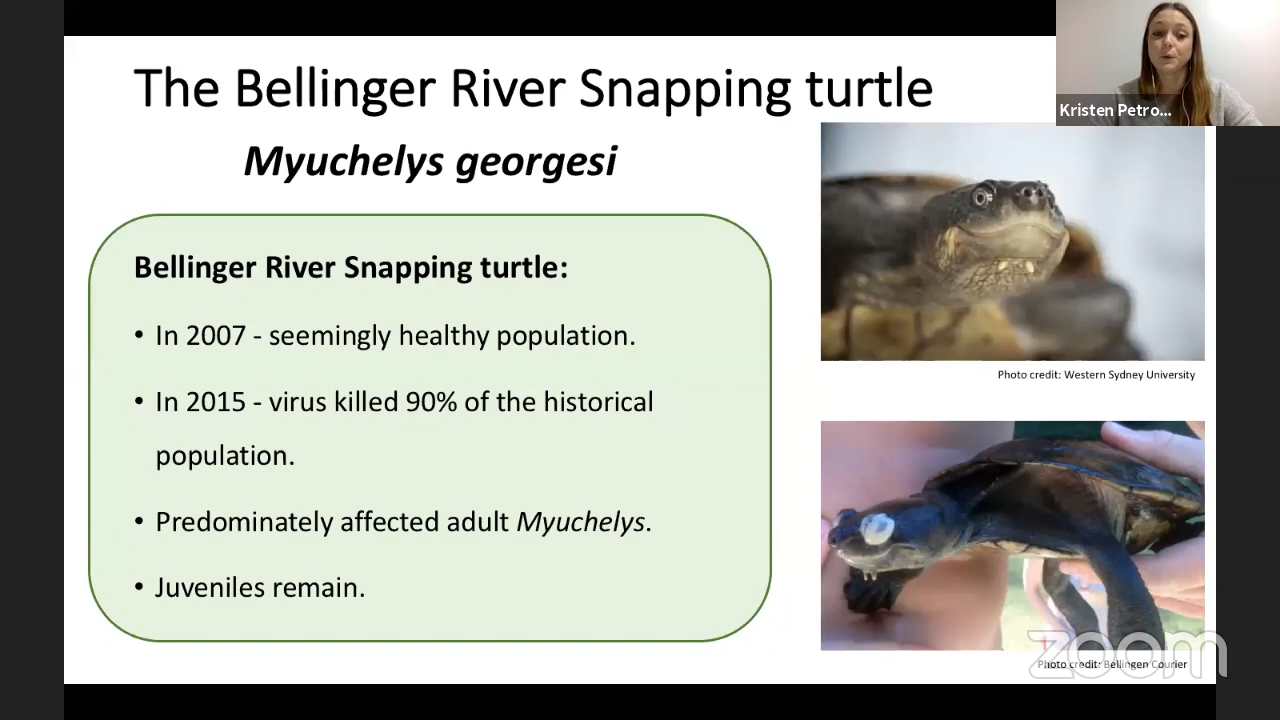 The Bellinger River Snapping turtle
Kristen Petro...
Myuchelys georgesi
Bellinger River Snapping turtle:
• In 2007 - seemingly healthy population.
• In 2015 - virus killed 90% of the historical
population.
• Predominately affected adult Myuchelys.
• Juveniles remain.
Photo credit: Western Sydney University
Photo credit: Bellingen Courier
zoom